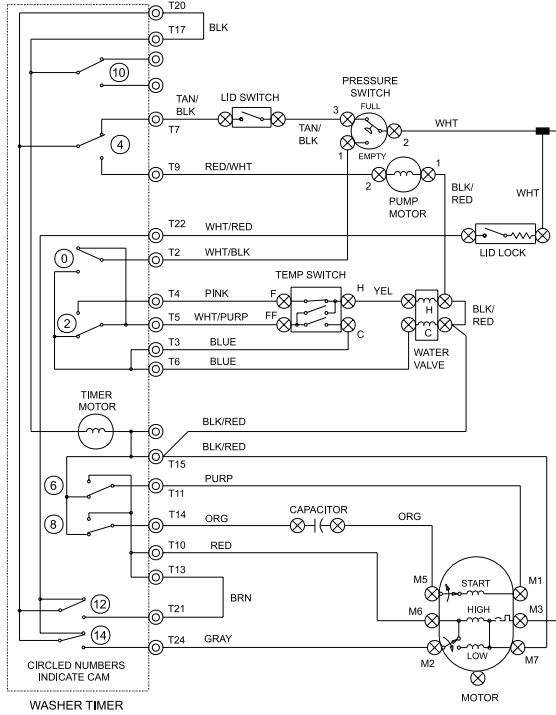 T20
BLK
T17
10
TAN/
BLK
LID SWITCH
TAN/
BLK
PRESSURE
SWITCH
FULL
3
2
WHT
1
EMPTY
T7
4
T9
RED/WHT
2
1
PUMP
MOTOR
BLK/
RED
WHT
T22
WHT/RED
LID LOCK
0
T2
WHT/BLK
TEMP SWITCH
T4
PINK
F
H
YEL
H
BLK/
RED
2
T5
WHT/PURP
FF
C
C
T3
BLUE
WATER
VALVE
T6
BLUE
TIMER
MOTOR
BLK/RED
BLK/RED
T15
6
PURP
T11
8
T14
ORG
CAPACITOR
ORG
T10
RED
T13
BRN
M5
START
M1
M6
HIGH
M3
12
T21
14
T24
GRAY
M2
LOW
M7
CIRCLED NUMBERS
INDICATE CAM
MOTOR
WASHER TIMER